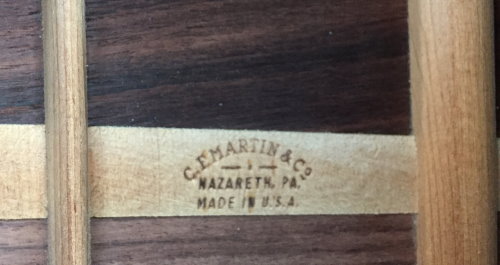 C.F. MARTIN & Co.
NAZARETH, PA.
MADE IN U.S.A.